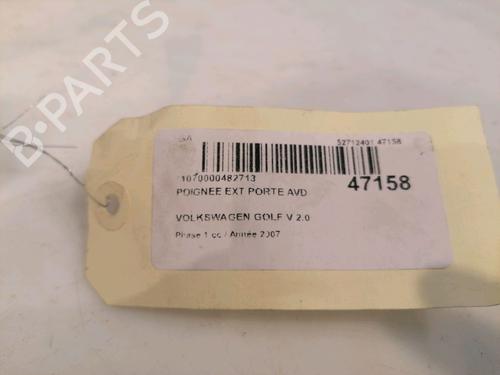 B-PARTS
52712401 47158
1070000482713
47158
POIGNEE EXT PORTE AVD
VOLKSWAGEN GOLF V 2.0
Phase 1 cc / Année 2007